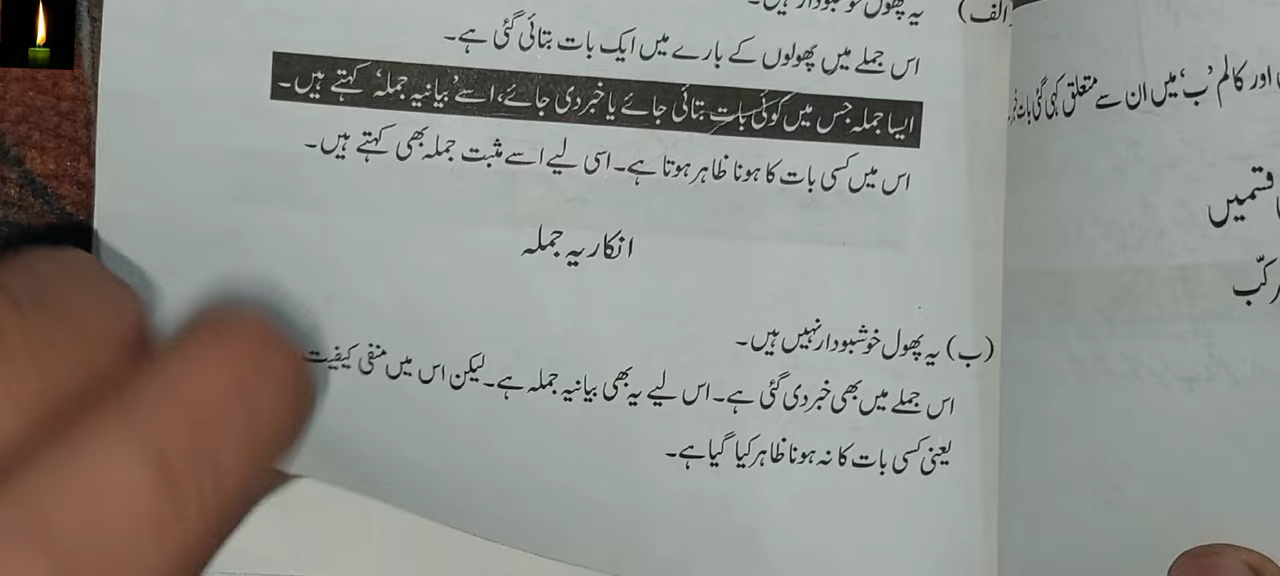 (الف) یہ پھول خوشبودار ہیں۔
اس جملے میں پھولوں کے بارے میں ایک بات بتائی گئی ہے۔
ایسا جملہ جس میں کوئی بات بتائی جائے یا خبر دی جائے، اسے ’بیانیہ جملہ‘ کہتے ہیں۔
اس میں کسی بات کا ہونا ظاہر ہوتا ہے۔ اسی لیے اسے مثبت جملہ بھی کہتے ہیں۔
انکاریہ جملہ
(ب) یہ پھول خوشبودار نہیں ہیں۔
اس جملے میں بھی خبر دی گئی ہے۔ اس لیے یہ بھی بیانیہ جملہ ہے۔ لیکن اس میں منفی کیفیت
یعنی کسی بات کا نہ ہونا ظاہر کیا گیا ہے۔
اور کالم ’ب‘ میں ان سے متعلق کہی گئی بات
قسمیں